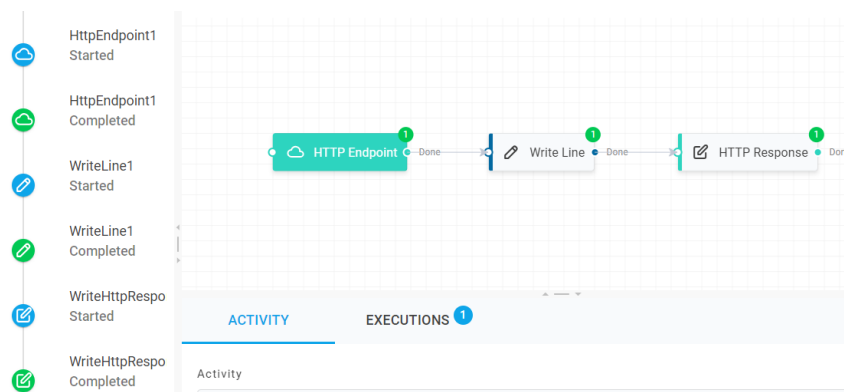 HttpEndpoint1
Started
HttpEndpoint1
Completed
WriteLine1
Started
WriteLine1
Completed
WriteHttpRespo
Started
WriteHttpRespo
Completed
1
HTTP Endpoint
Done
1
Write Line
Done
1
HTTP Response
Don
ACTIVITY
EXECUTIONS 1
Activity